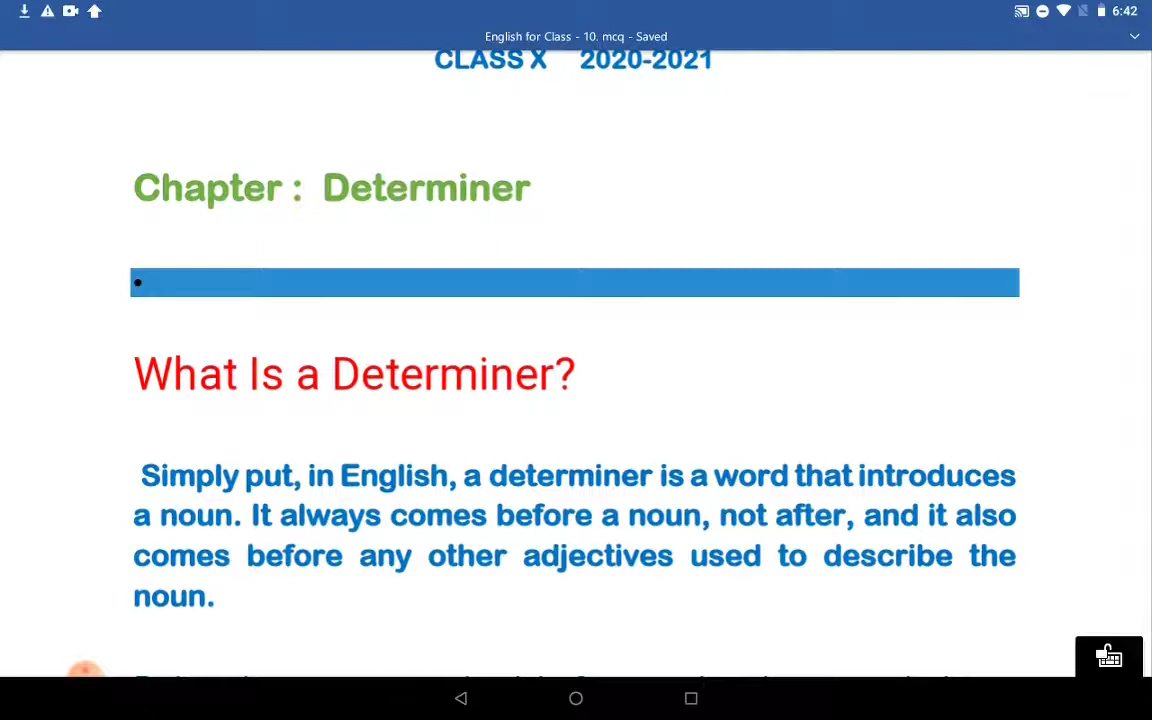 6:42
English for Class - 10. mcq - Saved
CLASS X 2020-2021
Chapter : Determiner
What Is a Determiner?
Simply put, in English, a determiner is a word that introduces
a noun. It always comes before a noun, not after, and it also
comes before any other adjectives used to describe the
noun.